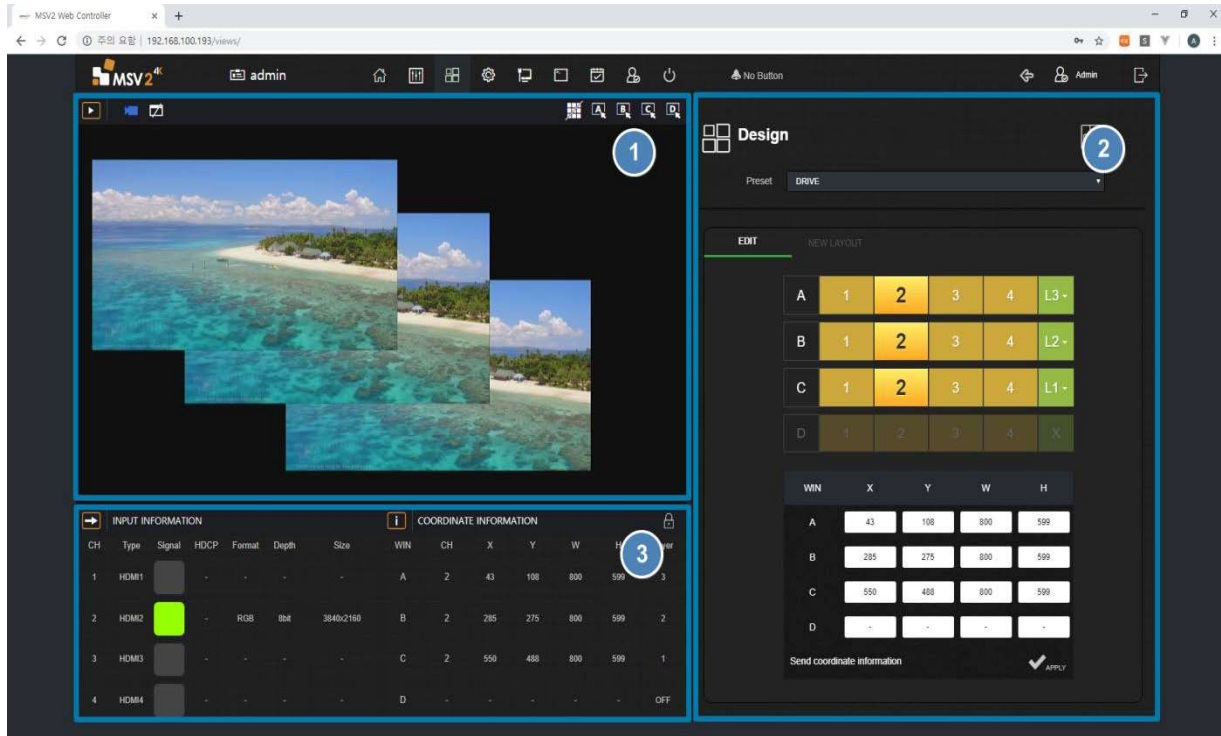 MSV2 Web Controller
주의 요함 | 192.168.100.193/views/
MSV2 4K admin No Button Admin
A B C D
1
Design
2
Preset DRIVE
EDIT NEW LAYOUT
A 1 2 3 4 L3
B 1 2 3 4 L2
C 1 2 3 4 L1
D 1 2 3 4 X
WIN X Y W H
A 43 108 800 599
B 285 275 800 599
C 550 488 800 599
D - - - -
Send coordinate information APPLY
INPUT INFORMATION
CH Type Signal HDCP Format Depth Size
1 HDMI1 - - - -
2 HDMI2 - RGB 8bit 3840x2160
3 HDMI3 - - - -
4 HDMI4 - - - -
COORDINATE INFORMATION
3
WIN CH X Y W H
A 2 43 108 800 599 3
B 2 285 275 800 599 2
C 2 550 488 800 599 1
D - - - - - OFF